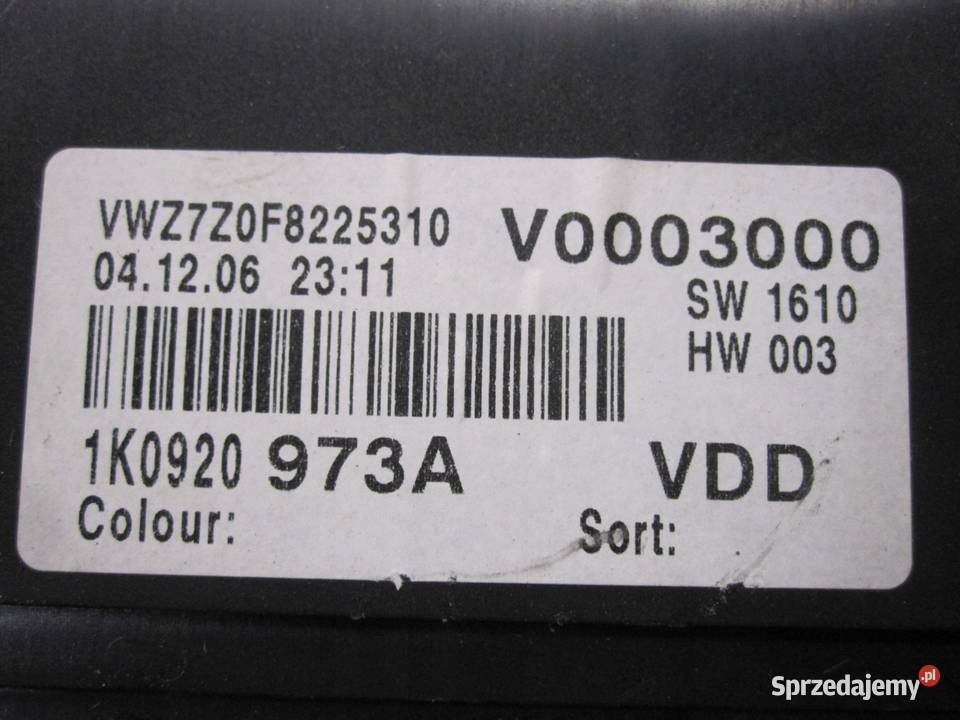 VWZ7Z0F8225310 V0003000
04.12.06 23:11 SW 1610
HW 003
1K0920 973A VDD
Colour: Sort:
Sprzedajemy.pl